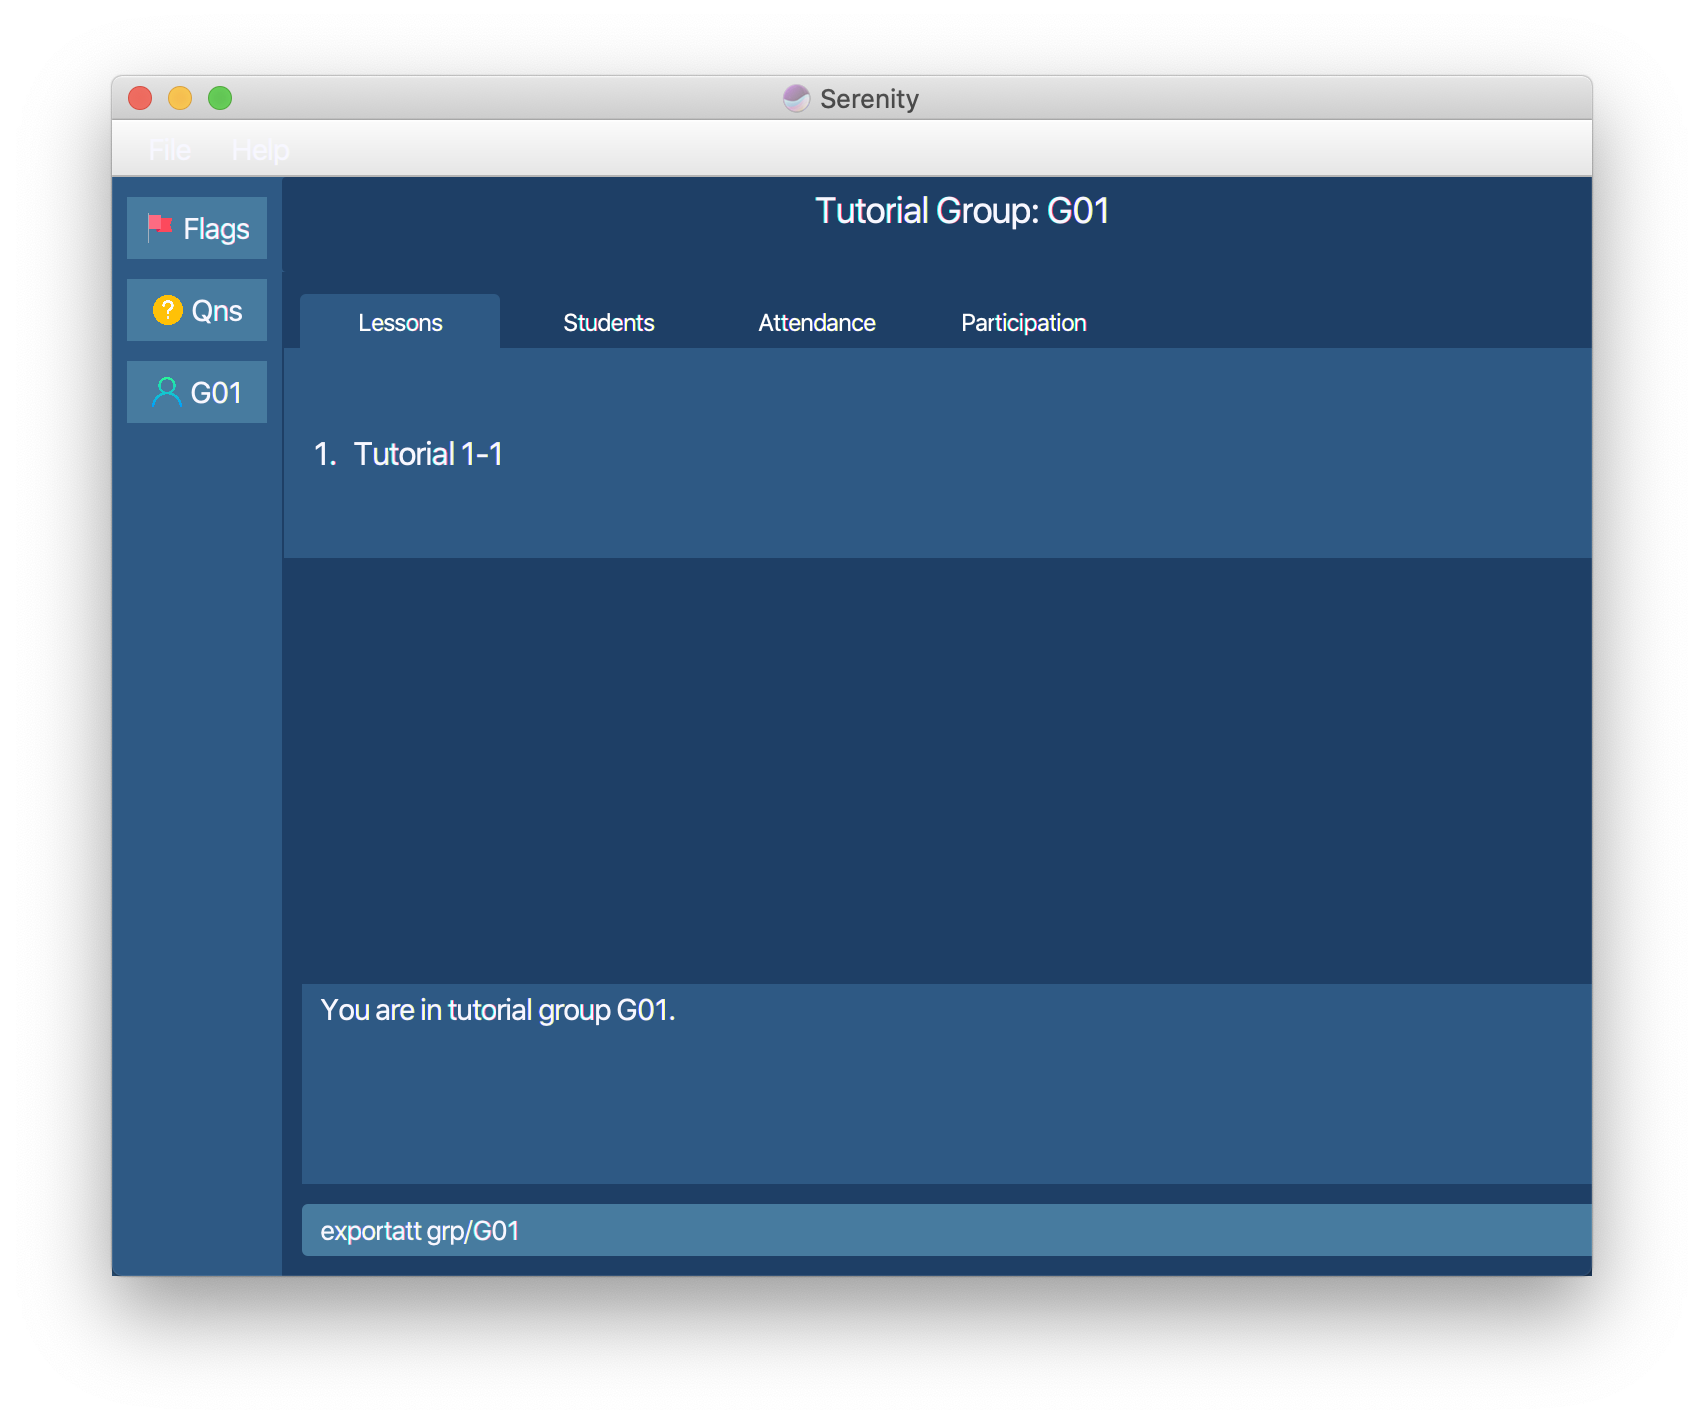 Serenity
File Help
Flags
Qns
G01
Tutorial Group: G01
Lessons Students Attendance Participation
1. Tutorial 1-1
You are in tutorial group G01.
exportatt grp/G01